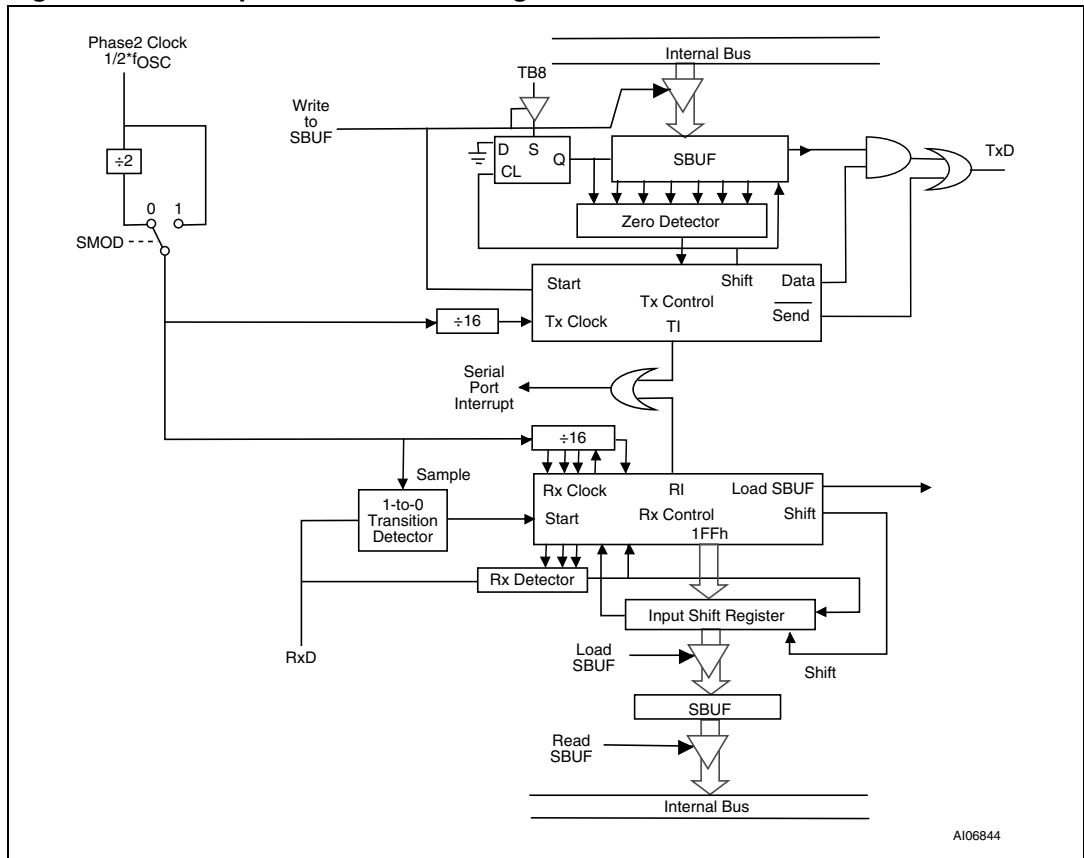 Phase2 Clock
1/2*fOSC
÷2
0 1
SMOD
Write
to
SBUF
TB8
Internal Bus
D S
Q
CL
SBUF
TxD
Zero Detector
Start
Shift
Data
Tx Control
Send
÷16
Tx Clock
TI
Serial
Port
Interrupt
÷16
Sample
Rx Clock
RI
Load SBUF
1-to-0
Transition
Detector
Start
Rx Control
Shift
1FFh
Rx Detector
Input Shift Register
RxD
Load
SBUF
Shift
SBUF
Read
SBUF
Internal Bus
AI06844